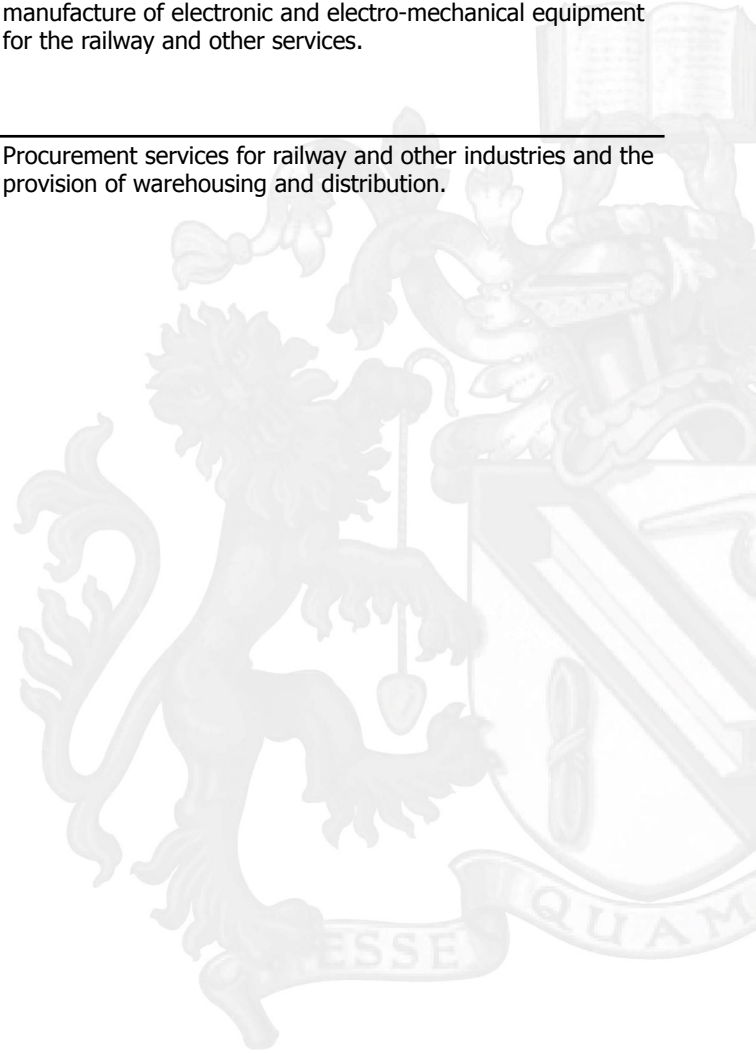 manufacture of electronic and electro-mechanical equipment
for the railway and other services.
Procurement services for railway and other industries and the
provision of warehousing and distribution.
ESSE
QUAM